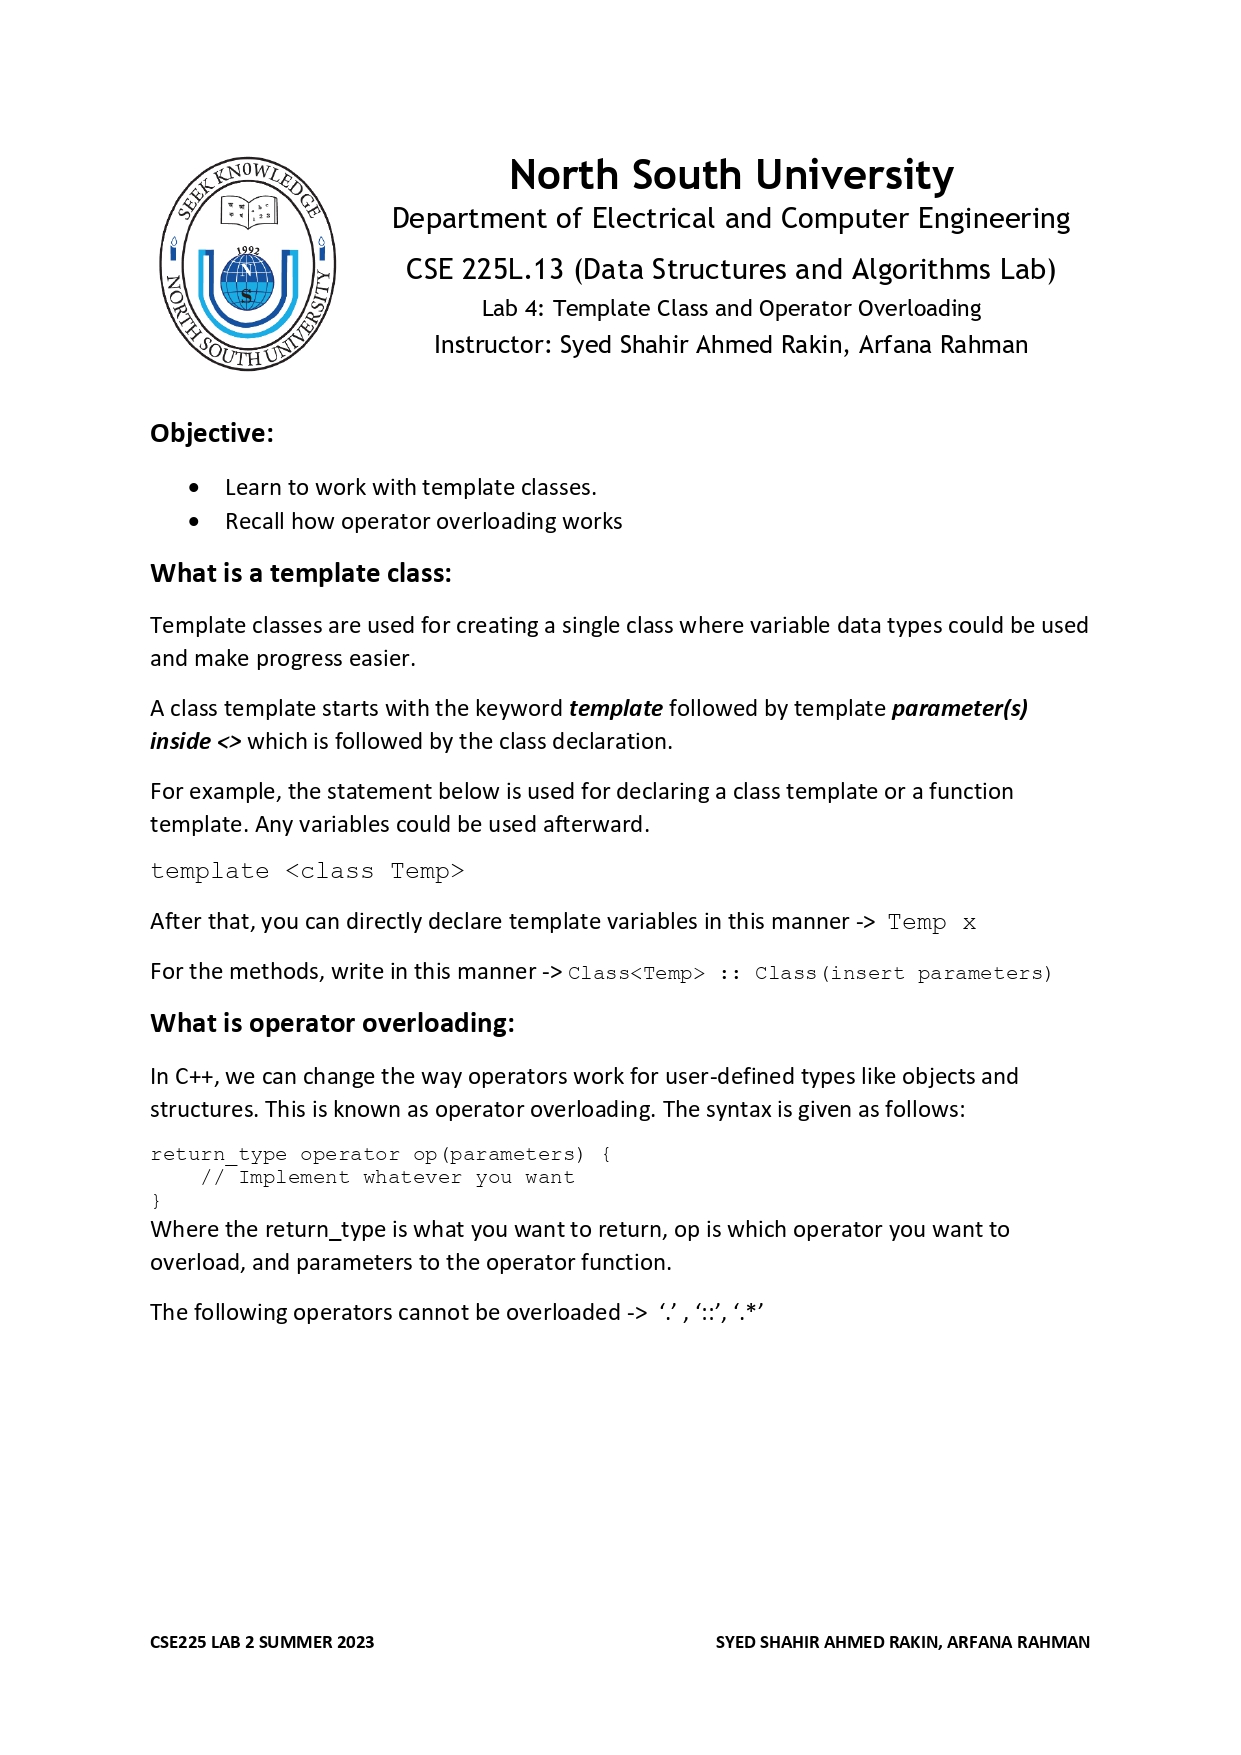 SEEK KNOWLEDGE
1992
N
S
NORTH SOUTH UNIVERSITY
North South University
Department of Electrical and Computer Engineering
CSE 225L.13 (Data Structures and Algorithms Lab)
Lab 4: Template Class and Operator Overloading
Instructor: Syed Shahir Ahmed Rakin, Arfana Rahman
Objective:
• Learn to work with template classes.
• Recall how operator overloading works
What is a template class:
Template classes are used for creating a single class where variable data types could be used
and make progress easier.
A class template starts with the keyword template followed by template parameter(s)
inside <> which is followed by the class declaration.
For example, the statement below is used for declaring a class template or a function
template. Any variables could be used afterward.
template <class Temp>
After that, you can directly declare template variables in this manner -> Temp x
For the methods, write in this manner -> Class<Temp> :: Class(insert parameters)
What is operator overloading:
In C++, we can change the way operators work for user-defined types like objects and
structures. This is known as operator overloading. The syntax is given as follows:
return_type operator op(parameters) {
    // Implement whatever you want
}
Where the return_type is what you want to return, op is which operator you want to
overload, and parameters to the operator function.
The following operators cannot be overloaded -> ‘.’ , ‘::’, ‘.*’
CSE225 LAB 2 SUMMER 2023 SYED SHAHIR AHMED RAKIN, ARFANA RAHMAN